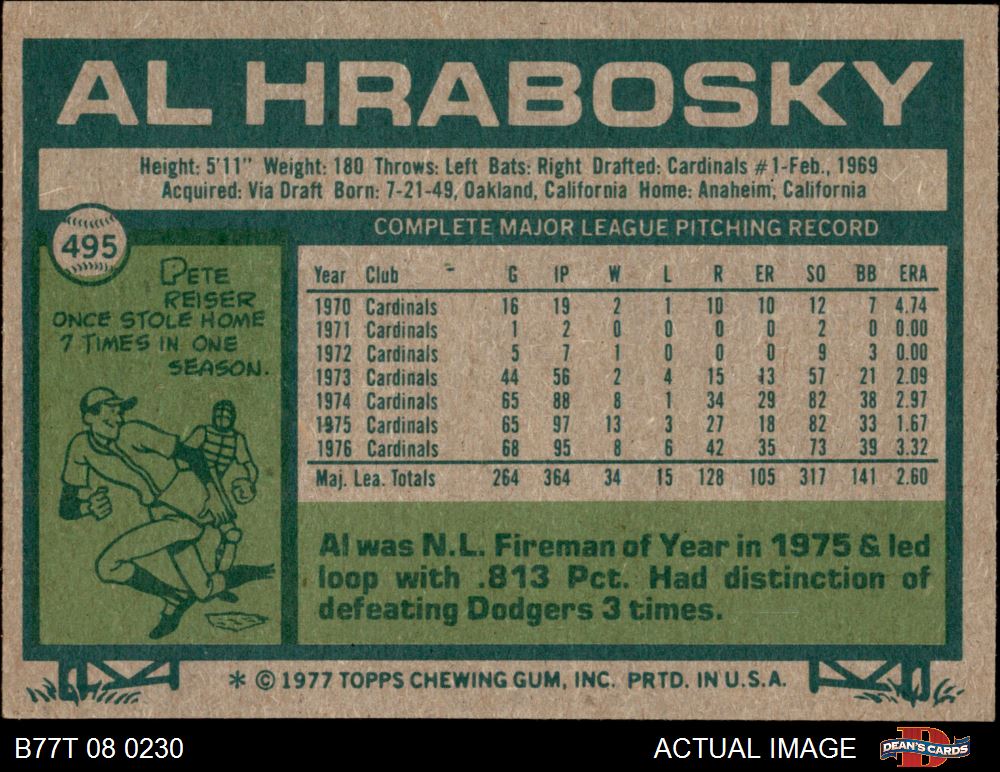 AL HRABOSKY
Height: 5'11" Weight: 180 Throws: Left Bats: Right Drafted: Cardinals #1-Feb., 1969
Acquired: Via Draft Born: 7-21-49, Oakland, California Home: Anaheim, California
495
COMPLETE MAJOR LEAGUE PITCHING RECORD
PETE
REISER
ONCE STOLE HOME
7 TIMES IN ONE
SEASON.
Year Club G IP W L R ER SO BB ERA
1970 Cardinals 16 19 2 1 10 10 12 7 4.74
1971 Cardinals 1 2 0 0 0 0 2 0 0.00
1972 Cardinals 5 7 1 0 0 0 9 3 0.00
1973 Cardinals 44 56 2 4 15 13 57 21 2.09
1974 Cardinals 65 88 8 1 34 29 82 38 2.97
1975 Cardinals 65 97 13 3 27 18 82 33 1.67
1976 Cardinals 68 95 8 6 42 35 73 39 3.32
Maj. Lea. Totals 264 364 34 15 128 105 317 141 2.60
Al was N.L. Fireman of Year in 1975 & led
loop with .813 Pct. Had distinction of
defeating Dodgers 3 times.
* © 1977 TOPPS CHEWING GUM, INC. PRTD. IN U.S.A.
B77T 08 0230
ACTUAL IMAGE
DEAN'S CARDS